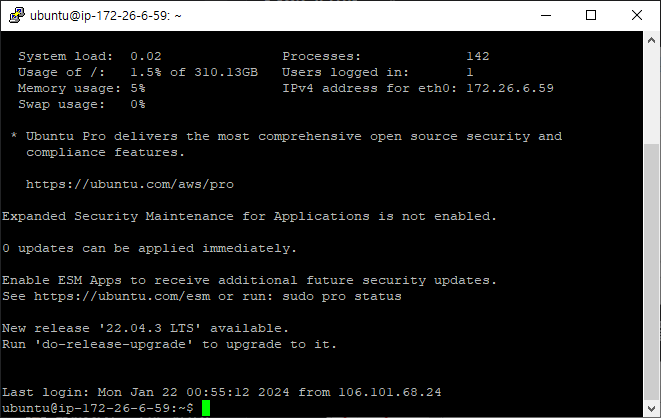 ubuntu@ip-172-26-6-59: ~
System load:  0.02               Processes:             142
Usage of /:   1.5% of 310.13GB   Users logged in:       1
Memory usage: 5%                 IPv4 address for eth0: 172.26.6.59
Swap usage:   0%
* Ubuntu Pro delivers the most comprehensive open source security and
compliance features.
https://ubuntu.com/aws/pro
Expanded Security Maintenance for Applications is not enabled.
0 updates can be applied immediately.
Enable ESM Apps to receive additional future security updates.
See https://ubuntu.com/esm or run: sudo pro status
New release '22.04.3 LTS' available.
Run 'do-release-upgrade' to upgrade to it.
Last login: Mon Jan 22 00:55:12 2024 from 106.101.68.24
ubuntu@ip-172-26-6-59:~$